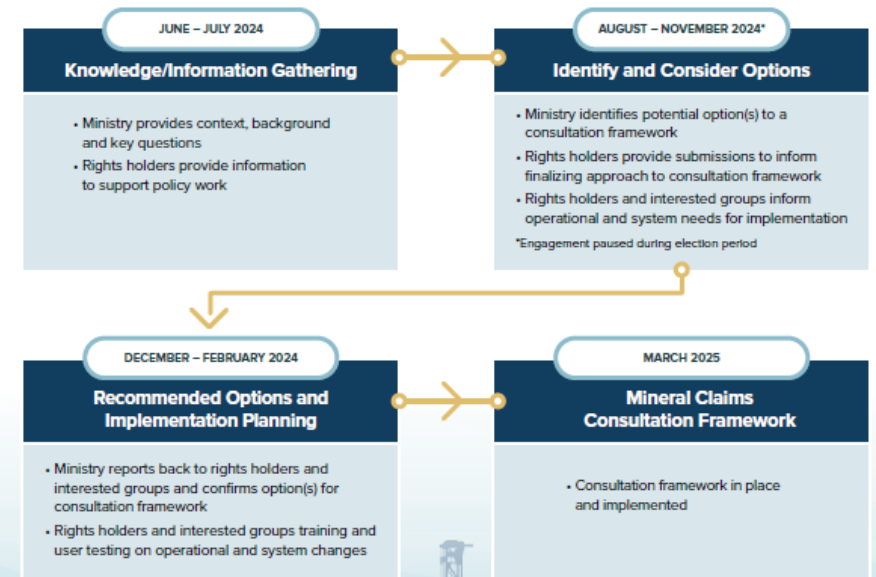 JUNE – JULY 2024
Knowledge/Information Gathering
• Ministry provides context, background
and key questions
• Rights holders provide information
to support policy work
AUGUST – NOVEMBER 2024*
Identify and Consider Options
• Ministry identifies potential option(s) to a
consultation framework
• Rights holders provide submissions to inform
finalizing approach to consultation framework
• Rights holders and interested groups inform
operational and system needs for implementation
*Engagement paused during election period
DECEMBER – FEBRUARY 2024
Recommended Options and
Implementation Planning
• Ministry reports back to rights holders and
interested groups and confirms option(s) for
consultation framework
• Rights holders and interested groups training and
user testing on operational and system changes
MARCH 2025
Mineral Claims
Consultation Framework
• Consultation framework in place
and implemented